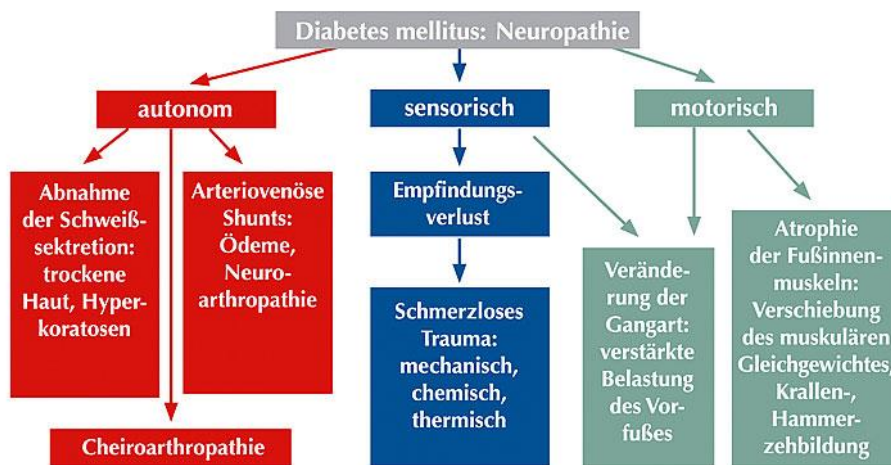 Diabetes mellitus: Neuropathie
autonom
sensorisch
motorisch
Abnahme
der Schweiß-
sektretion:
trockene
Haut, Hyper-
koratosen
Arteriovenöse
Shunts:
Ödeme,
Neuro-
arthropathie
Cheiroarthropathie
Empfindungs-
verlust
Schmerzloses
Trauma:
mechanisch,
chemisch,
thermisch
Verände-
rung der
Gangart:
verstärkte
Belastung
des Vor-
fußes
Atrophie
der Fußinnen-
muskeln:
Verschiebung
des muskulären
Gleichgewichtes,
Krallen-,
Hammer-
zehbildung